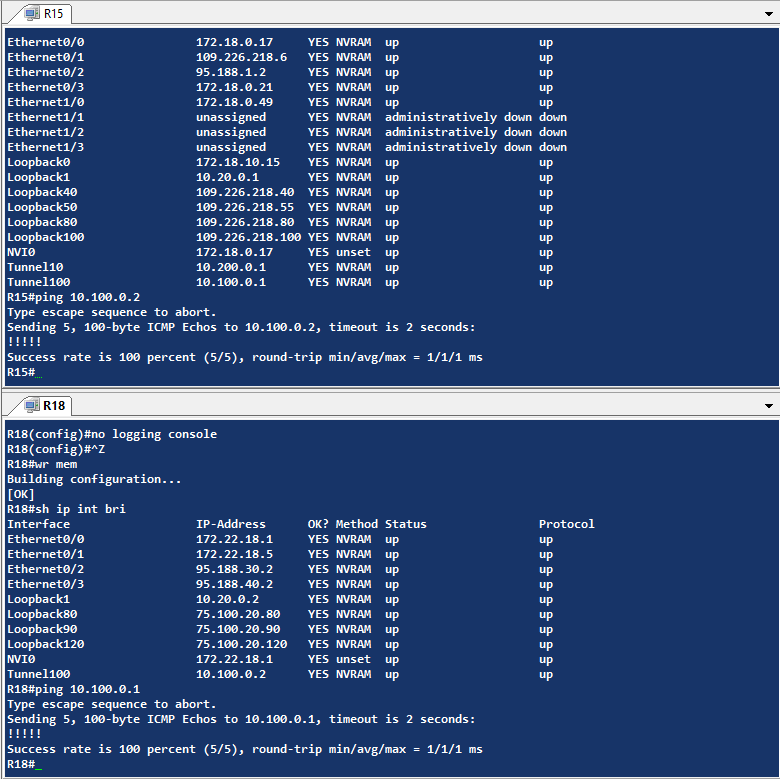 R15
Ethernet0/0                172.18.0.17     YES NVRAM  up                    up
Ethernet0/1                109.226.218.6   YES NVRAM  up                    up
Ethernet0/2                95.188.1.2      YES NVRAM  up                    up
Ethernet0/3                172.18.0.21     YES NVRAM  up                    up
Ethernet1/0                172.18.0.49     YES NVRAM  up                    up
Ethernet1/1                unassigned      YES NVRAM  administratively down down
Ethernet1/2                unassigned      YES NVRAM  administratively down down
Ethernet1/3                unassigned      YES NVRAM  administratively down down
Loopback0                  172.18.10.15    YES NVRAM  up                    up
Loopback1                  10.20.0.1       YES NVRAM  up                    up
Loopback40                 109.226.218.40  YES NVRAM  up                    up
Loopback50                 109.226.218.55  YES NVRAM  up                    up
Loopback80                 109.226.218.80  YES NVRAM  up                    up
Loopback100                109.226.218.100 YES NVRAM  up                    up
NVI0                       172.18.0.17     YES unset  up                    up
Tunnel10                   10.200.0.1      YES NVRAM  up                    up
Tunnel100                  10.100.0.1      YES NVRAM  up                    up
R15#ping 10.100.0.2
Type escape sequence to abort.
Sending 5, 100-byte ICMP Echos to 10.100.0.2, timeout is 2 seconds:
!!!!!
Success rate is 100 percent (5/5), round-trip min/avg/max = 1/1/1 ms
R15#_
R18
R18(config)#no logging console
R18(config)#^Z
R18#wr mem
Building configuration...
[OK]
R18#sh ip int bri
Interface                  IP-Address      OK? Method Status                Protocol
Ethernet0/0                172.22.18.1     YES NVRAM  up                    up
Ethernet0/1                172.22.18.5     YES NVRAM  up                    up
Ethernet0/2                95.188.30.2     YES NVRAM  up                    up
Ethernet0/3                95.188.40.2     YES NVRAM  up                    up
Loopback1                  10.20.0.2       YES NVRAM  up                    up
Loopback80                 75.100.20.80    YES NVRAM  up                    up
Loopback90                 75.100.20.90    YES NVRAM  up                    up
Loopback120                75.100.20.120   YES NVRAM  up                    up
NVI0                       172.22.18.1     YES unset  up                    up
Tunnel100                  10.100.0.2      YES NVRAM  up                    up
R18#ping 10.100.0.1
Type escape sequence to abort.
Sending 5, 100-byte ICMP Echos to 10.100.0.1, timeout is 2 seconds:
!!!!!
Success rate is 100 percent (5/5), round-trip min/avg/max = 1/1/1 ms
R18#_